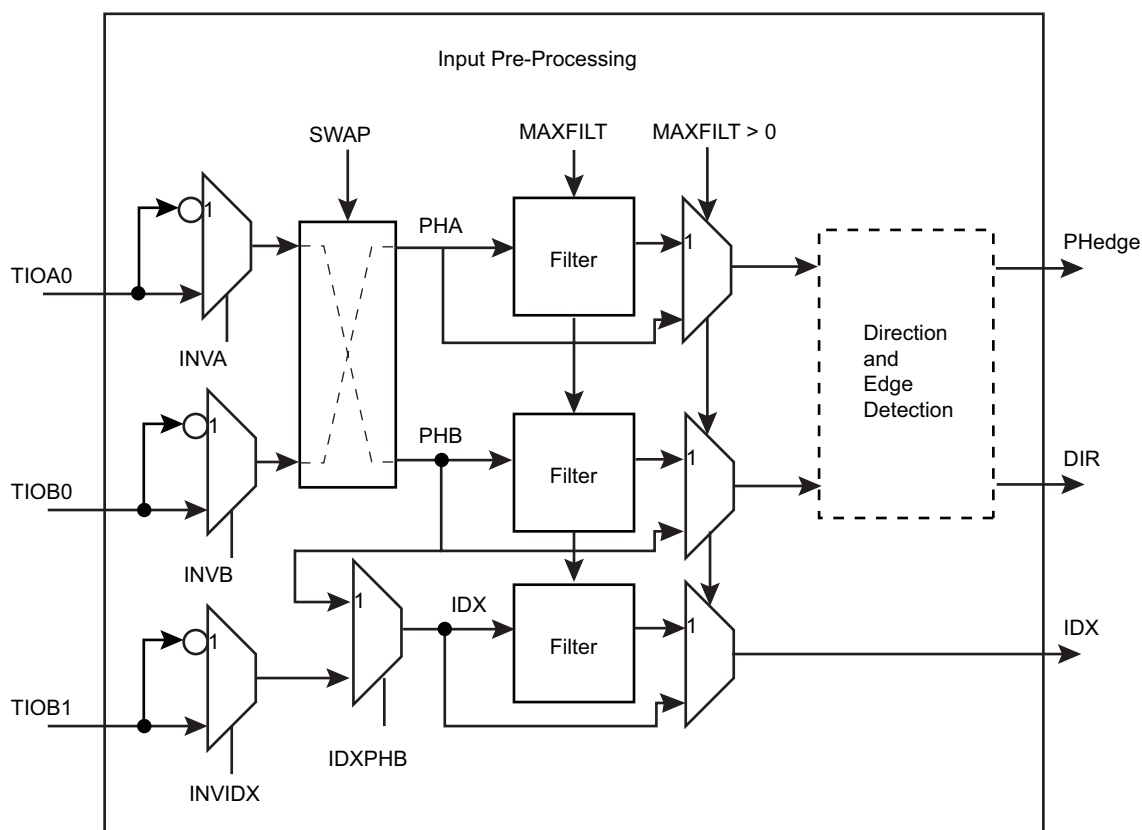 Input Pre-Processing
SWAP
MAXFILT
MAXFILT > 0
1
PHA
1
Filter
PHedge
TIOA0
INVA
Direction
and
Edge
Detection
1
PHB
1
Filter
DIR
TIOB0
INVB
1
IDX
1
Filter
IDX
1
TIOB1
IDXPHB
INVIDX